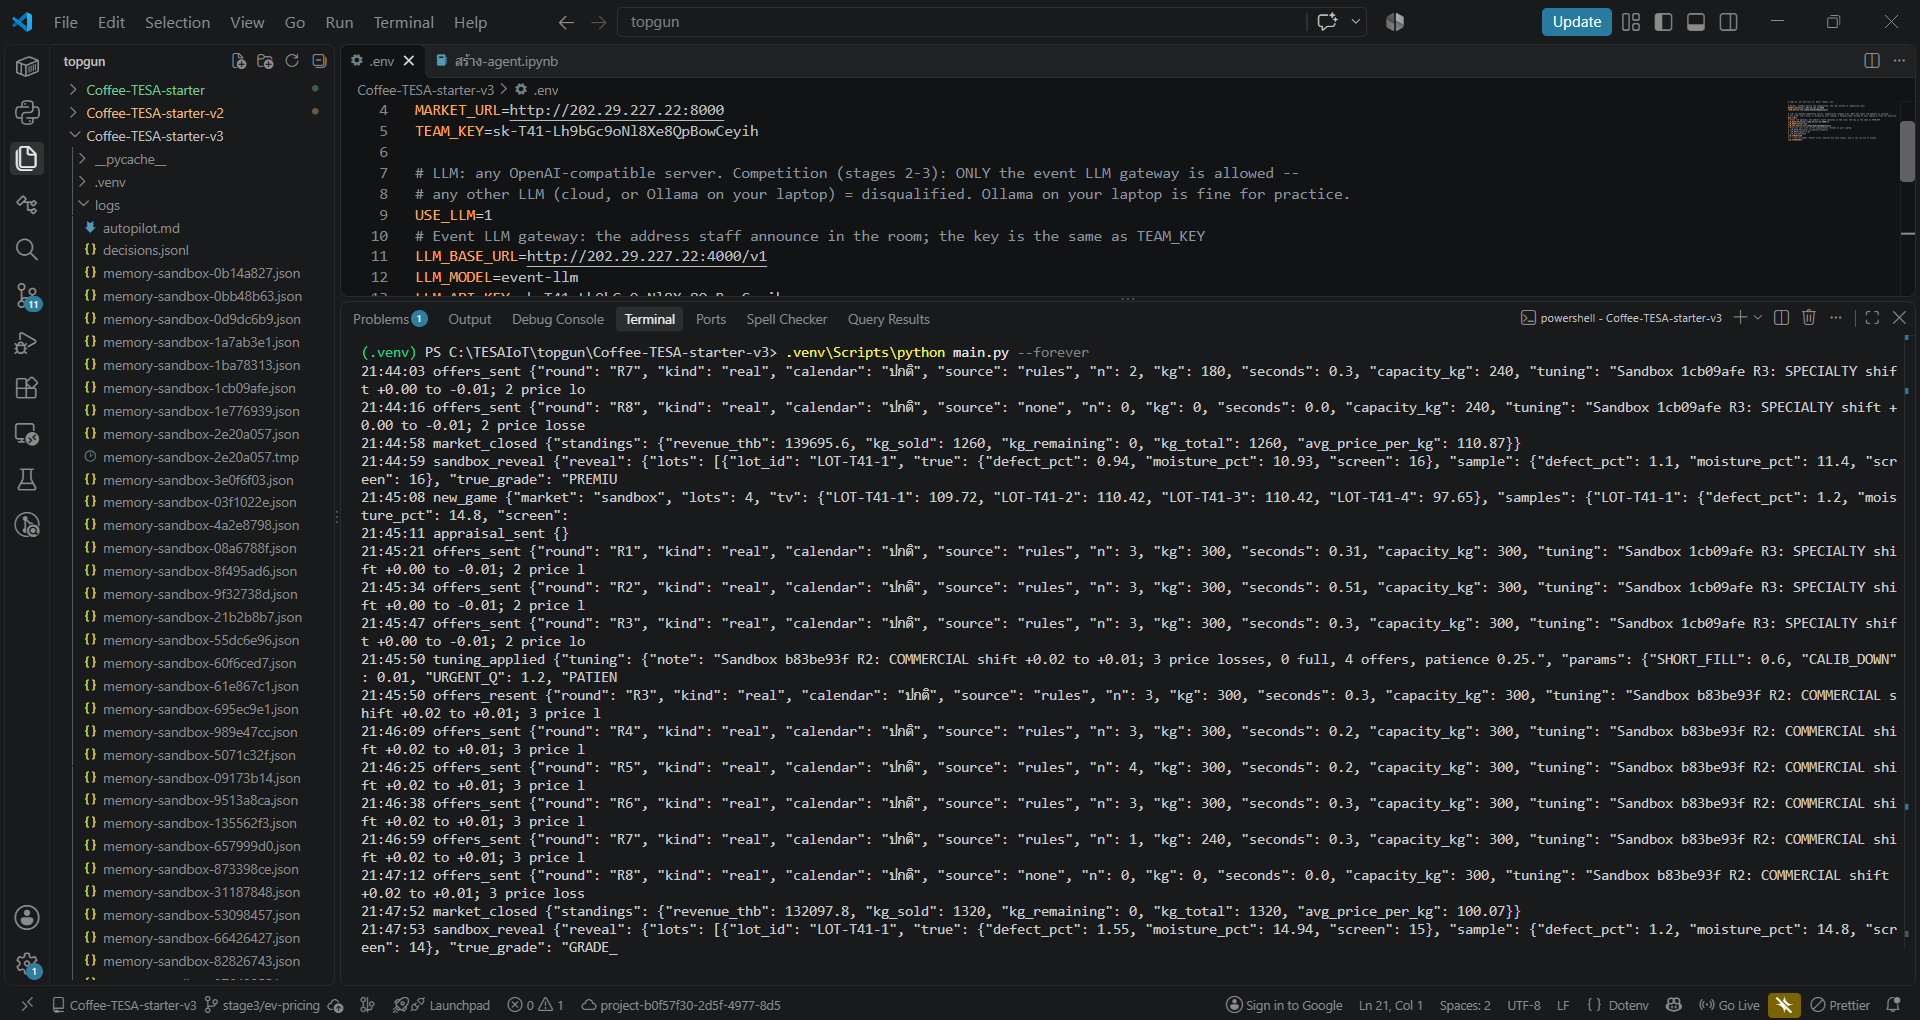 File Edit Selection View Go Run Terminal Help
topgun
Update
topgun
Coffee-TESA-starter
Coffee-TESA-starter-v2
Coffee-TESA-starter-v3
__pycache__
.venv
logs
autopilot.md
decisions.jsonl
memory-sandbox-0b14a827.json
memory-sandbox-0bb48b63.json
memory-sandbox-0d9dc6b9.json
memory-sandbox-1a7ab3e1.json
memory-sandbox-1ba78313.json
memory-sandbox-1cb09afe.json
memory-sandbox-1e776939.json
memory-sandbox-2e20a057.json
memory-sandbox-2e20a057.tmp
memory-sandbox-3e0f6f03.json
memory-sandbox-03f1022e.json
memory-sandbox-4a2e8798.json
memory-sandbox-08a6788f.json
memory-sandbox-8f495ad6.json
memory-sandbox-9f32738d.json
memory-sandbox-21b2b8b7.json
memory-sandbox-55dc6e96.json
memory-sandbox-60f6ced7.json
memory-sandbox-61e867c1.json
memory-sandbox-695ec9e1.json
memory-sandbox-989e47cc.json
memory-sandbox-5071c32f.json
memory-sandbox-09173b14.json
memory-sandbox-9513a8ca.json
memory-sandbox-135562f3.json
memory-sandbox-657999d0.json
memory-sandbox-873398ce.json
memory-sandbox-31187848.json
memory-sandbox-53098457.json
memory-sandbox-66426427.json
memory-sandbox-82826743.json
11
1
.env
สร้าง-agent.ipynb
Coffee-TESA-starter-v3 > .env
4 MARKET_URL=http://202.29.227.22:8000
5 TEAM_KEY=sk-T41-Lh9bGc9oNl8Xe8QpBowCeyih
6
7 # LLM: any OpenAI-compatible server. Competition (stages 2-3): ONLY the event LLM gateway is allowed --
8 # any other LLM (cloud, or Ollama on your laptop) = disqualified. Ollama on your laptop is fine for practice.
9 USE_LLM=1
10 # Event LLM gateway: the address staff announce in the room; the key is the same as TEAM_KEY
11 LLM_BASE_URL=http://202.29.227.22:4000/v1
12 LLM_MODEL=event-llm
Problems 1 Output Debug Console Terminal Ports Spell Checker Query Results
powershell - Coffee-TESA-starter-v3
(.venv) PS C:\TESAIoT\topgun\Coffee-TESA-starter-v3> .venv\Scripts\python main.py --forever
21:44:03 offers_sent {"round": "R7", "kind": "real", "calendar": "ปกติ", "source": "rules", "n": 2, "kg": 180, "seconds": 0.3, "capacity_kg": 240, "tuning": "Sandbox 1cb09afe R3: SPECIALTY shif
t +0.00 to -0.01; 2 price lo
21:44:16 offers_sent {"round": "R8", "kind": "real", "calendar": "ปกติ", "source": "none", "n": 0, "kg": 0, "seconds": 0.0, "capacity_kg": 240, "tuning": "Sandbox 1cb09afe R3: SPECIALTY shift +
0.00 to -0.01; 2 price losse
21:44:58 market_closed {"standings": {"revenue_thb": 139695.6, "kg_sold": 1260, "kg_remaining": 0, "kg_total": 1260, "avg_price_per_kg": 110.87}}
21:44:59 sandbox_reveal {"reveal": {"lots": [{"lot_id": "LOT-T41-1", "true": {"defect_pct": 0.94, "moisture_pct": 10.93, "screen": 16}, "sample": {"defect_pct": 1.1, "moisture_pct": 11.4, "scr
een": 16}, "true_grade": "PREMIU
21:45:08 new_game {"market": "sandbox", "lots": 4, "tv": {"LOT-T41-1": 109.72, "LOT-T41-2": 110.42, "LOT-T41-3": 110.42, "LOT-T41-4": 97.65}, "samples": {"LOT-T41-1": {"defect_pct": 1.2, "mois
ture_pct": 14.8, "screen":
21:45:11 appraisal_sent {}
21:45:21 offers_sent {"round": "R1", "kind": "real", "calendar": "ปกติ", "source": "rules", "n": 3, "kg": 300, "seconds": 0.31, "capacity_kg": 300, "tuning": "Sandbox 1cb09afe R3: SPECIALTY shi
ft +0.00 to -0.01; 2 price l
21:45:34 offers_sent {"round": "R2", "kind": "real", "calendar": "ปกติ", "source": "rules", "n": 3, "kg": 300, "seconds": 0.51, "capacity_kg": 300, "tuning": "Sandbox 1cb09afe R3: SPECIALTY shi
ft +0.00 to -0.01; 2 price l
21:45:47 offers_sent {"round": "R3", "kind": "real", "calendar": "ปกติ", "source": "rules", "n": 3, "kg": 300, "seconds": 0.3, "capacity_kg": 300, "tuning": "Sandbox 1cb09afe R3: SPECIALTY shif
t +0.00 to -0.01; 2 price lo
21:45:50 tuning_applied {"tuning": {"note": "Sandbox b83be93f R2: COMMERCIAL shift +0.02 to +0.01; 3 price losses, 0 full, 4 offers, patience 0.25.", "params": {"SHORT_FILL": 0.6, "CALIB_DOWN"
: 0.01, "URGENT_Q": 1.2, "PATIEN
21:45:50 offers_resent {"round": "R3", "kind": "real", "calendar": "ปกติ", "source": "rules", "n": 3, "kg": 300, "seconds": 0.3, "capacity_kg": 300, "tuning": "Sandbox b83be93f R2: COMMERCIAL s
hift +0.02 to +0.01; 3 price l
21:46:09 offers_sent {"round": "R4", "kind": "real", "calendar": "ปกติ", "source": "rules", "n": 3, "kg": 300, "seconds": 0.2, "capacity_kg": 300, "tuning": "Sandbox b83be93f R2: COMMERCIAL shi
ft +0.02 to +0.01; 3 price l
21:46:25 offers_sent {"round": "R5", "kind": "real", "calendar": "ปกติ", "source": "rules", "n": 4, "kg": 300, "seconds": 0.2, "capacity_kg": 300, "tuning": "Sandbox b83be93f R2: COMMERCIAL shi
ft +0.02 to +0.01; 3 price l
21:46:38 offers_sent {"round": "R6", "kind": "real", "calendar": "ปกติ", "source": "rules", "n": 3, "kg": 300, "seconds": 0.3, "capacity_kg": 300, "tuning": "Sandbox b83be93f R2: COMMERCIAL shi
ft +0.02 to +0.01; 3 price l
21:46:59 offers_sent {"round": "R7", "kind": "real", "calendar": "ปกติ", "source": "rules", "n": 1, "kg": 240, "seconds": 0.3, "capacity_kg": 300, "tuning": "Sandbox b83be93f R2: COMMERCIAL shi
ft +0.02 to +0.01; 3 price l
21:47:12 offers_sent {"round": "R8", "kind": "real", "calendar": "ปกติ", "source": "none", "n": 0, "kg": 0, "seconds": 0.0, "capacity_kg": 300, "tuning": "Sandbox b83be93f R2: COMMERCIAL shift
+0.02 to +0.01; 3 price loss
21:47:52 market_closed {"standings": {"revenue_thb": 132097.8, "kg_sold": 1320, "kg_remaining": 0, "kg_total": 1320, "avg_price_per_kg": 100.07}}
21:47:53 sandbox_reveal {"reveal": {"lots": [{"lot_id": "LOT-T41-1", "true": {"defect_pct": 1.55, "moisture_pct": 14.94, "screen": 15}, "sample": {"defect_pct": 1.2, "moisture_pct": 14.8, "scr
een": 14}, "true_grade": "GRADE_
Coffee-TESA-starter-v3 stage3/ev-pricing Launchpad 0 1 project-b0f57f30-2d5f-4977-8d5 Sign in to Google Ln 21, Col 1 Spaces: 2 UTF-8 LF { } Dotenv Go Live Prettier